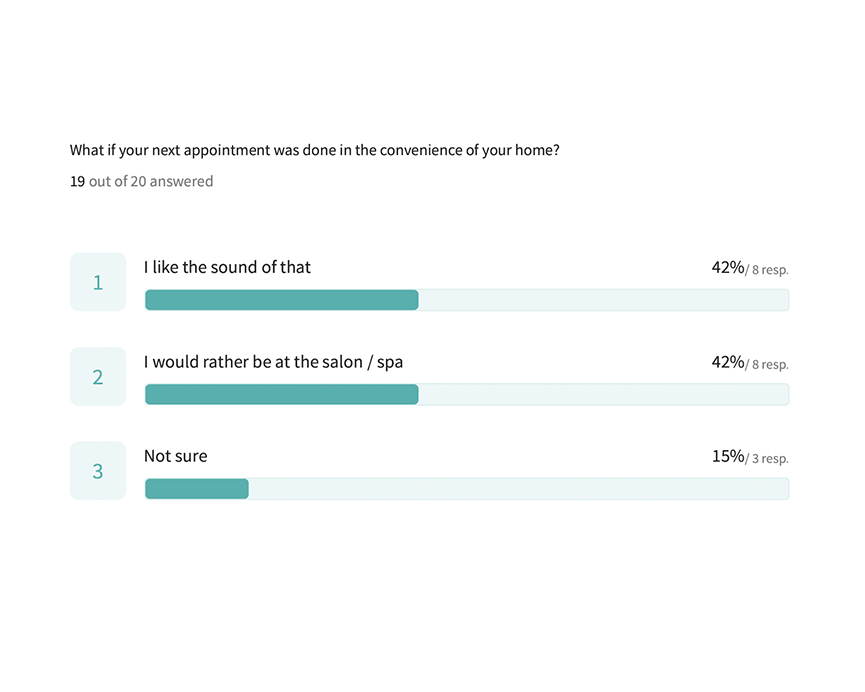 What if your next appointment was done in the convenience of your home?
19 out of 20 answered
1
I like the sound of that
42% / 8 resp.
2
I would rather be at the salon / spa
42% / 8 resp.
3
Not sure
15% / 3 resp.